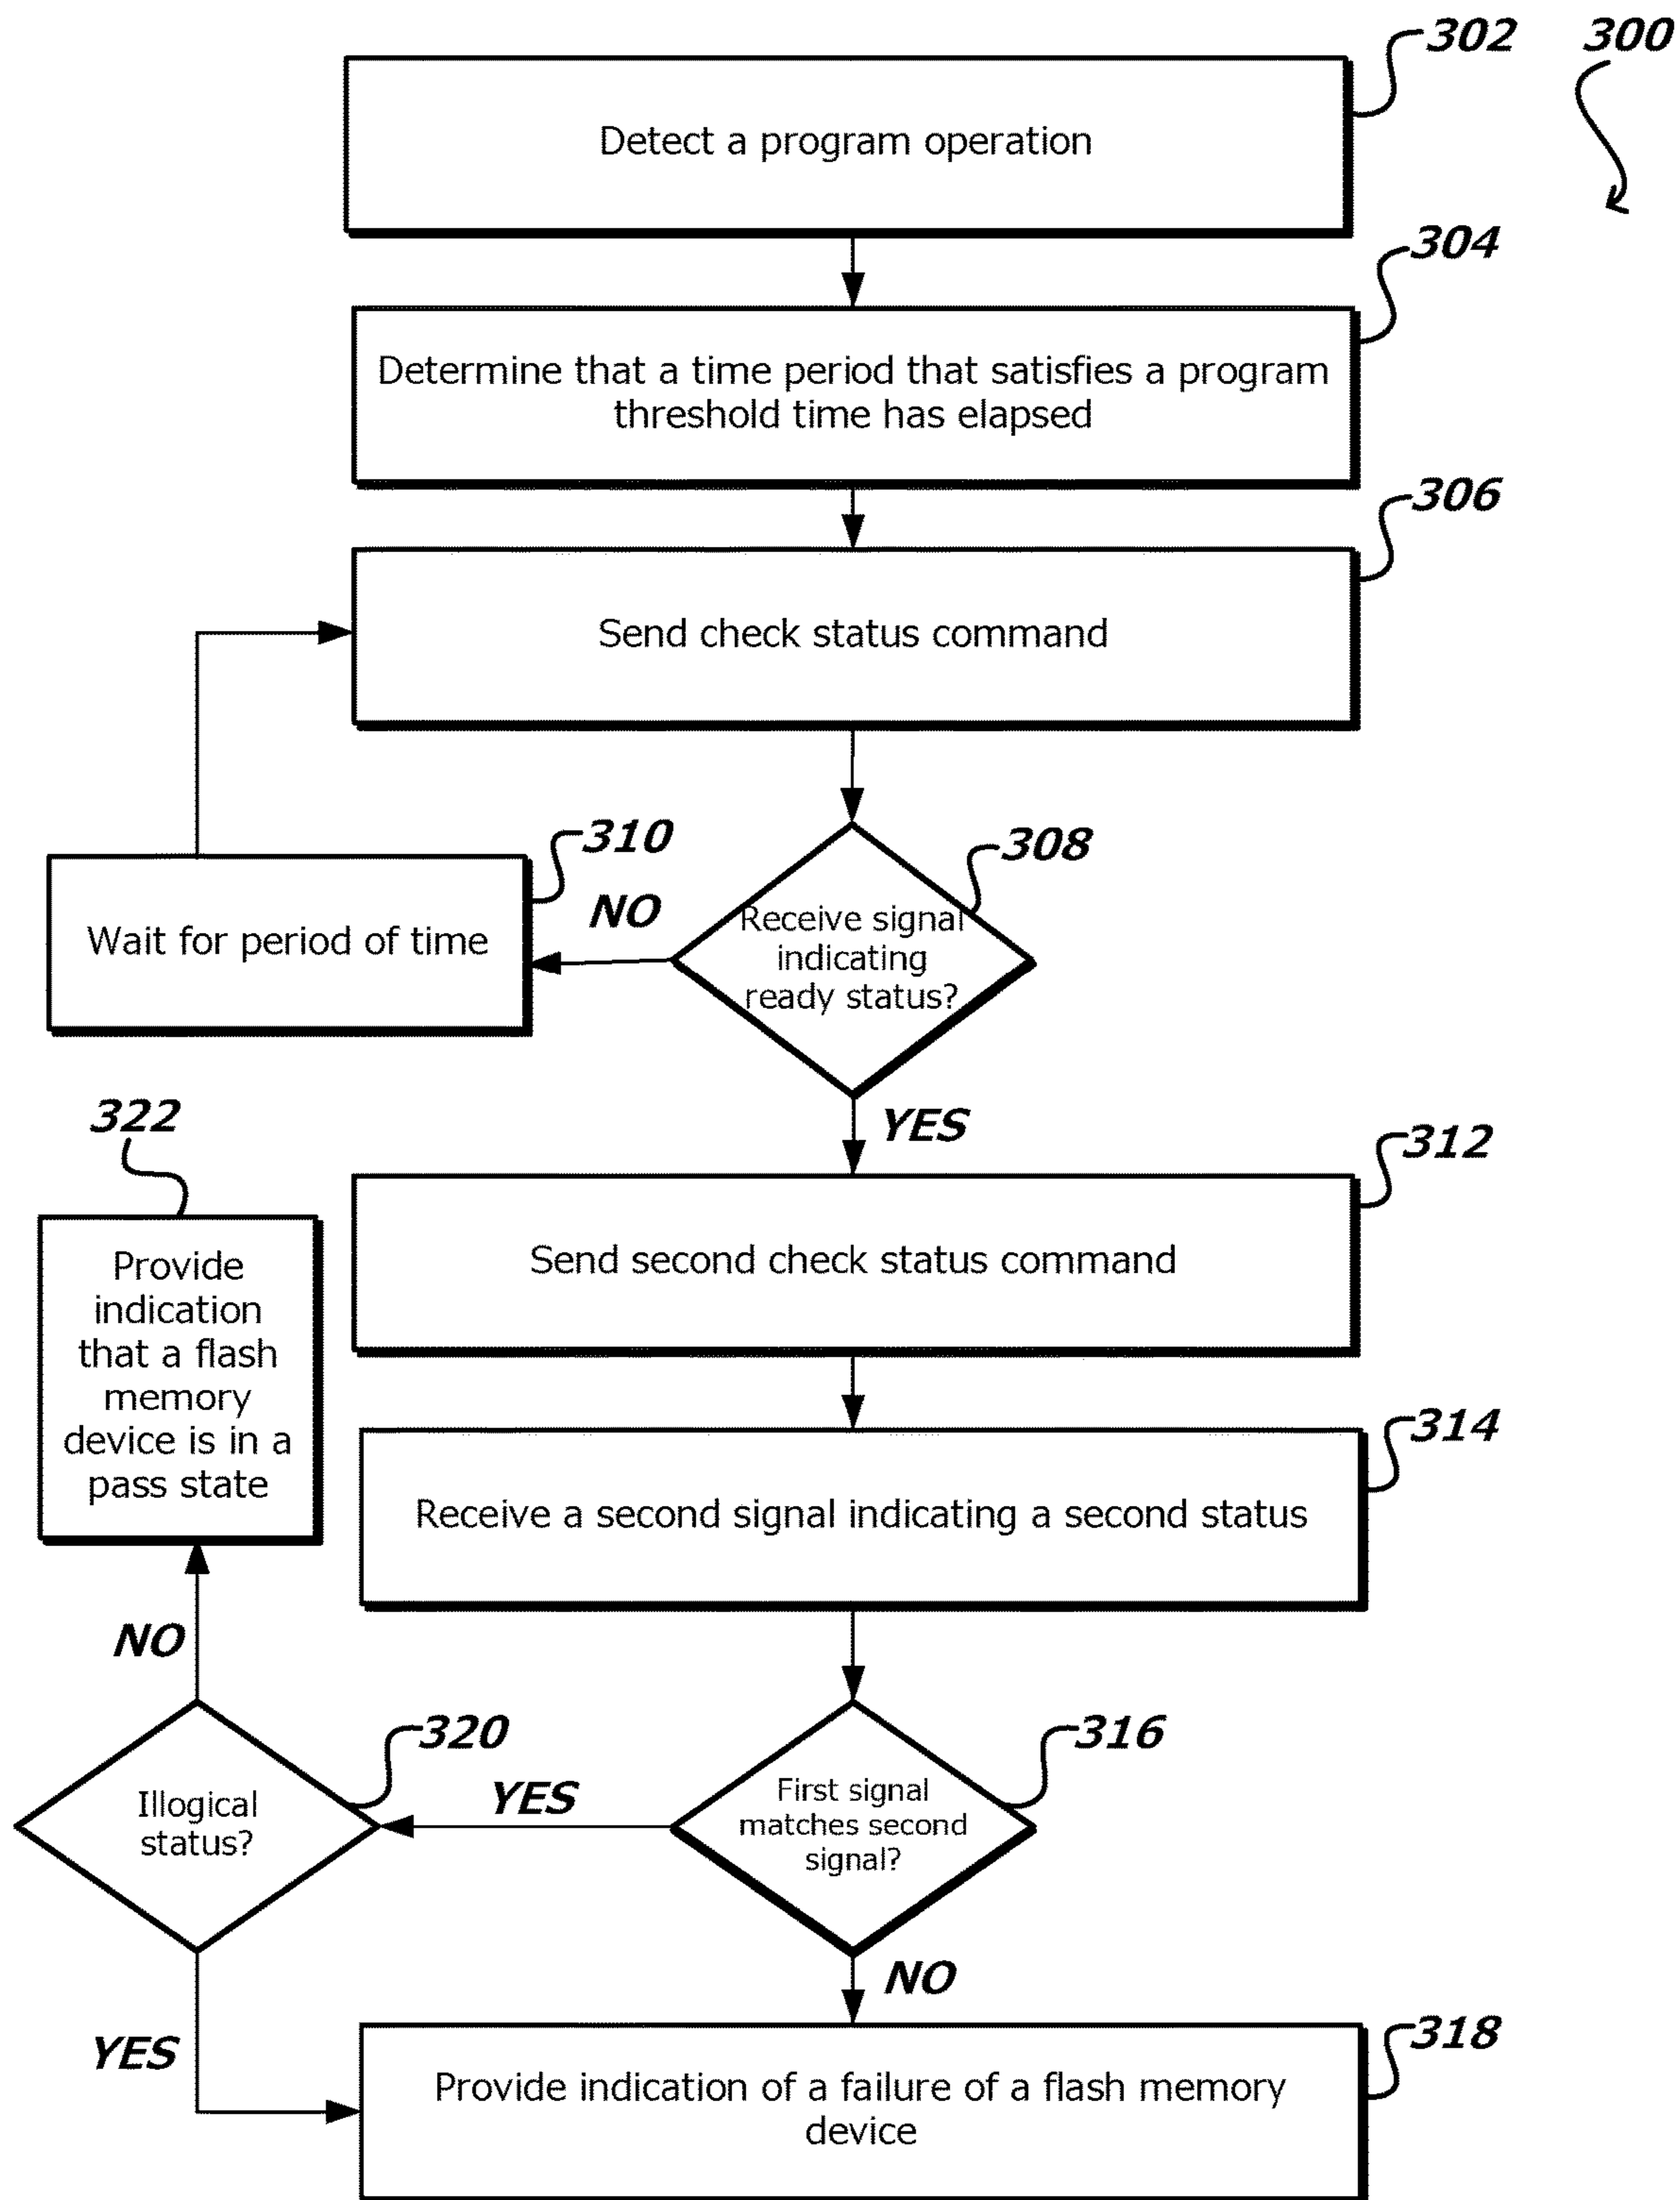 302
300
Detect a program operation
304
Determine that a time period that satisfies a program
threshold time has elapsed
306
Send check status command
310
308
NO
Receive signal
indicating
ready status?
Wait for period of time
YES
322
312
Provide
indication
that a flash
memory
device is in a
pass state
Send second check status command
314
Receive a second signal indicating a second status
NO
320
316
YES
First signal
matches second
signal?
Illogical
status?
NO
YES
318
Provide indication of a failure of a flash memory
device